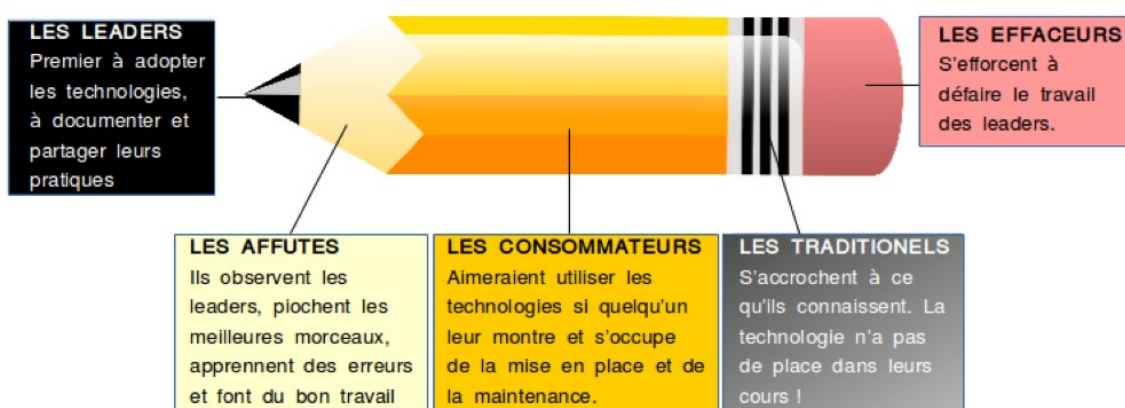 LES LEADERS
Premier à adopter
les technologies,
à documenter et
partager leurs
pratiques
LES EFFACEURS
S'efforcent à
défaire le travail
des leaders.
LES AFFUTES
Ils observent les
leaders, piochent les
meilleures morceaux,
apprennent des erreurs
et font du bon travail
LES CONSOMMATEURS
Aimeraient utiliser les
technologies si quelqu'un
leur montre et s'occupe
de la mise en place et de
la maintenance.
LES TRADITIONELS
S'accrochent à ce
qu'ils connaissent. La
technologie n'a pas
de place dans leurs
cours !